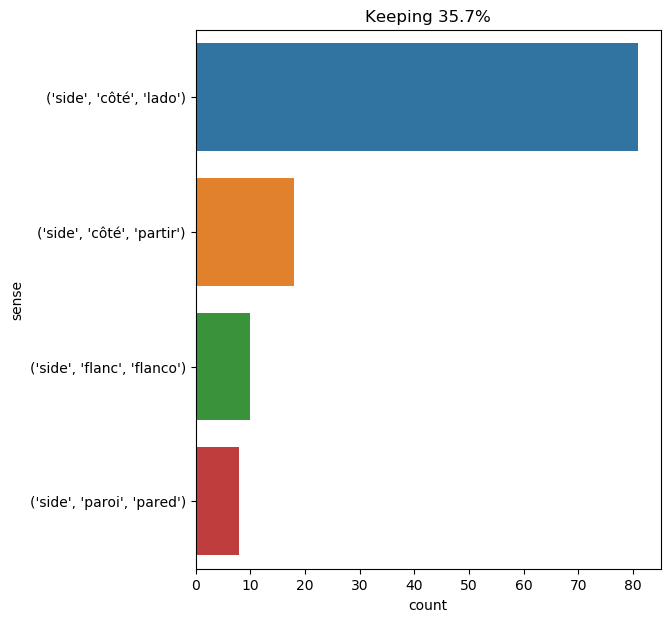 Keeping 35.7%
('side', 'côté', 'lado')
('side', 'côté', 'partir')
('side', 'flanc', 'flanco')
('side', 'paroi', 'pared')
sense
0 10 20 30 40 50 60 70 80
count